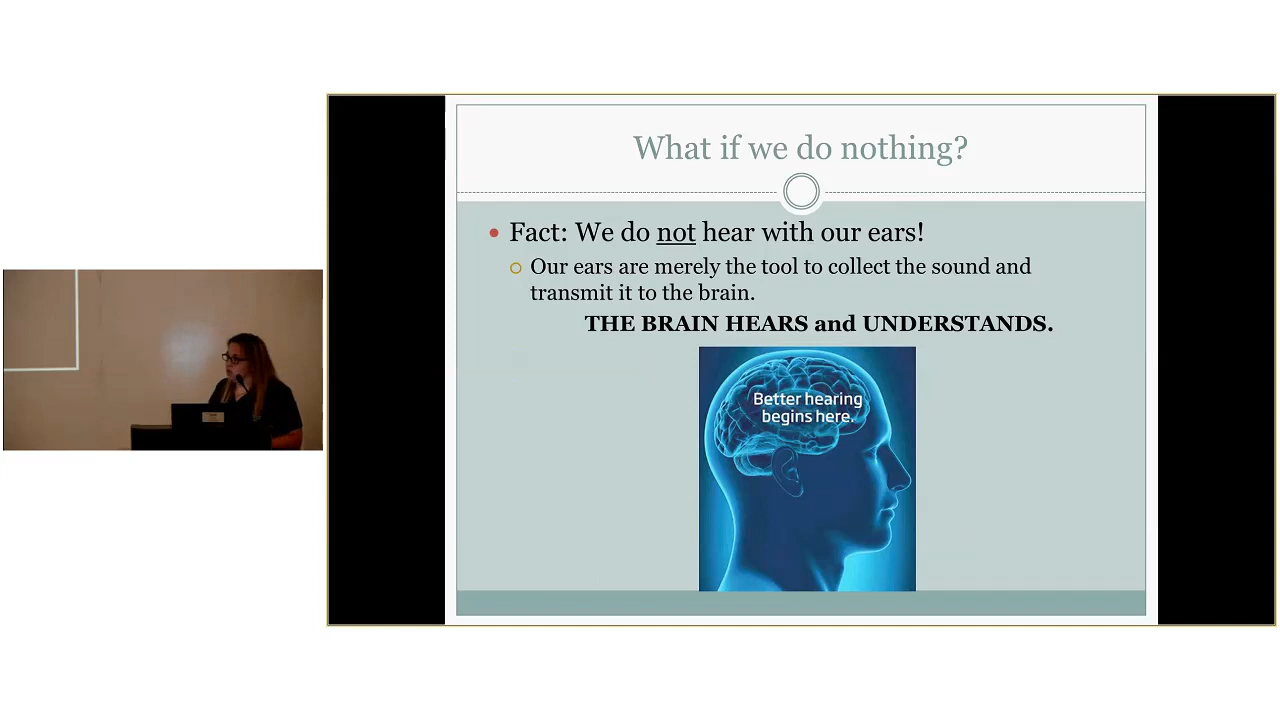 What if we do nothing?
Fact: We do not hear with our ears!
Our ears are merely the tool to collect the sound and
transmit it to the brain.
THE BRAIN HEARS and UNDERSTANDS.
Better hearing
begins here.